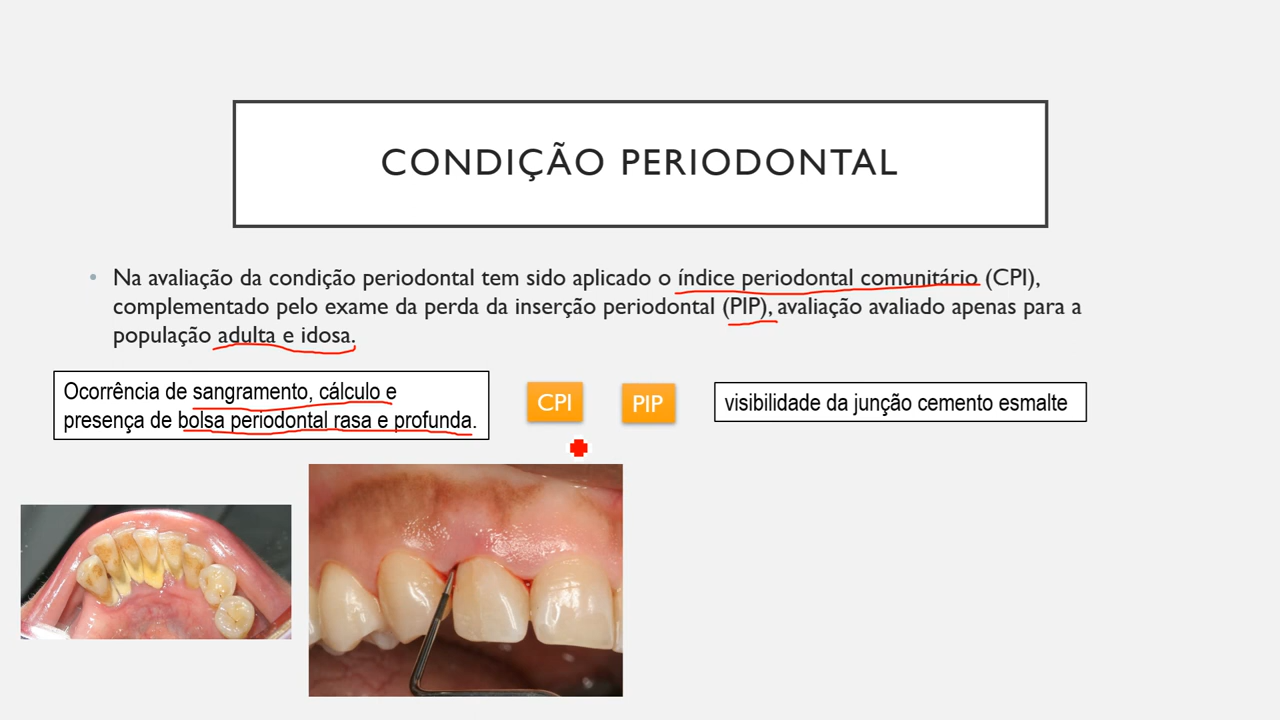 CONDIÇÃO PERIODONTAL
• Na avaliação da condição periodontal tem sido aplicado o índice periodontal comunitário (CPI),
complementado pelo exame da perda da inserção periodontal (PIP), avaliação avaliado apenas para a
população adulta e idosa.
Ocorrência de sangramento, cálculo e
presença de bolsa periodontal rasa e profunda.
CPI
PIP
visibilidade da junção cemento esmalte